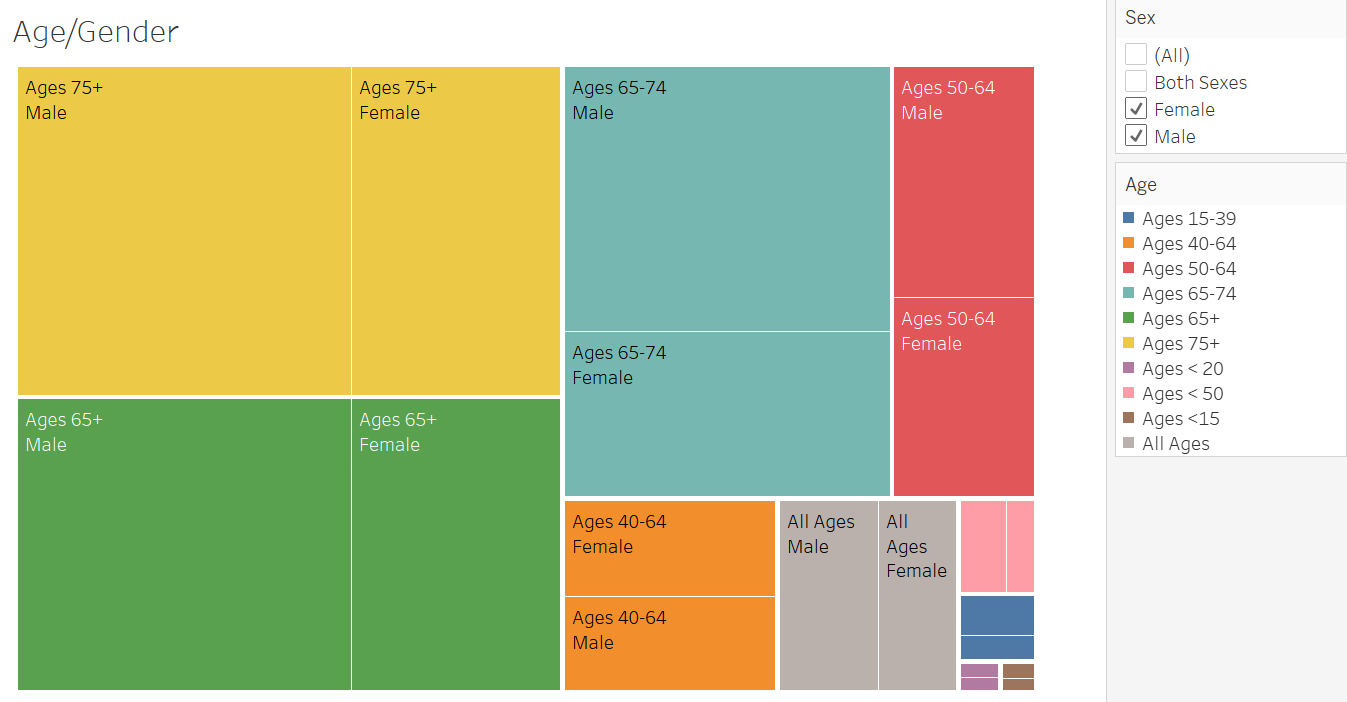 Age/Gender
Ages 75+
Male
Ages 75+
Female
Ages 65-74
Male
Ages 50-64
Male
Ages 65-74
Female
Ages 50-64
Female
Ages 65+
Male
Ages 65+
Female
Ages 40-64
Female
All Ages
Male
All
Ages
Female
Ages 40-64
Male
Sex
(All)
Both Sexes
Female
Male
Age
Ages 15-39
Ages 40-64
Ages 50-64
Ages 65-74
Ages 65+
Ages 75+
Ages < 20
Ages < 50
Ages <15
All Ages